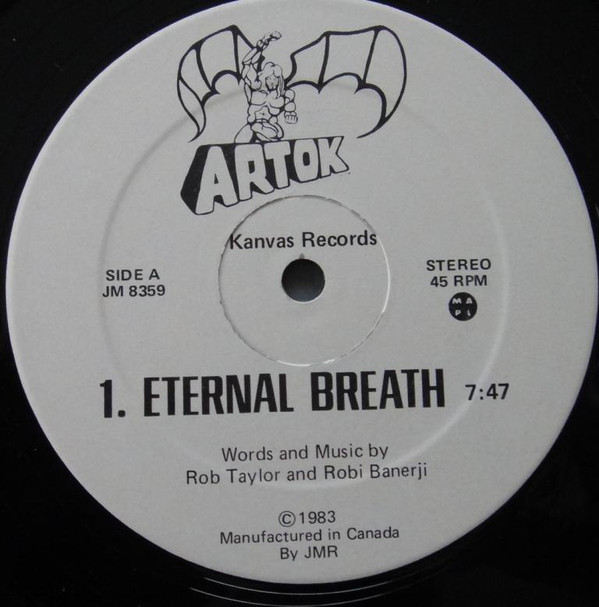 ARTOK
Kanvas Records
SIDE A
JM 8359
STEREO
45 RPM
M A
P L
1. ETERNAL BREATH 7:47
Words and Music by
Rob Taylor and Robi Banerji
©1983
Manufactured in Canada
By JMR